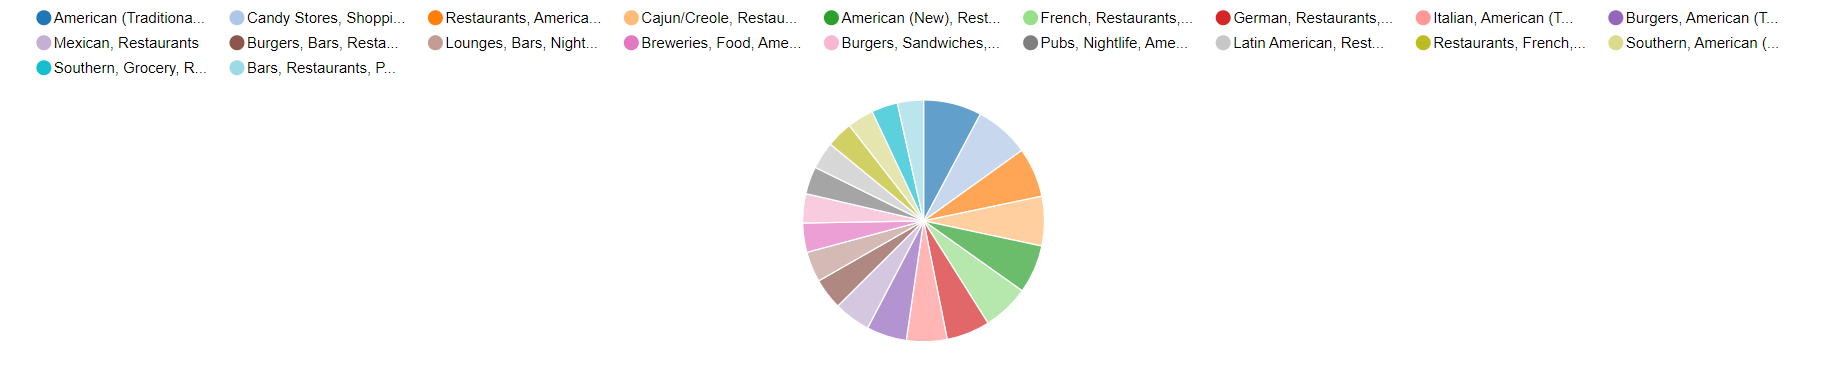 American (Traditiona... Candy Stores, Shoppi... Restaurants, America... Cajun/Creole, Restau... American (New), Rest... French, Restaurants,... German, Restaurants,... Italian, American (T... Burgers, American (T...
Mexican, Restaurants Burgers, Bars, Resta... Lounges, Bars, Night... Breweries, Food, Ame... Burgers, Sandwiches,... Pubs, Nightlife, Ame... Latin American, Rest... Restaurants, French,... Southern, American (...
Southern, Grocery, R... Bars, Restaurants, P...